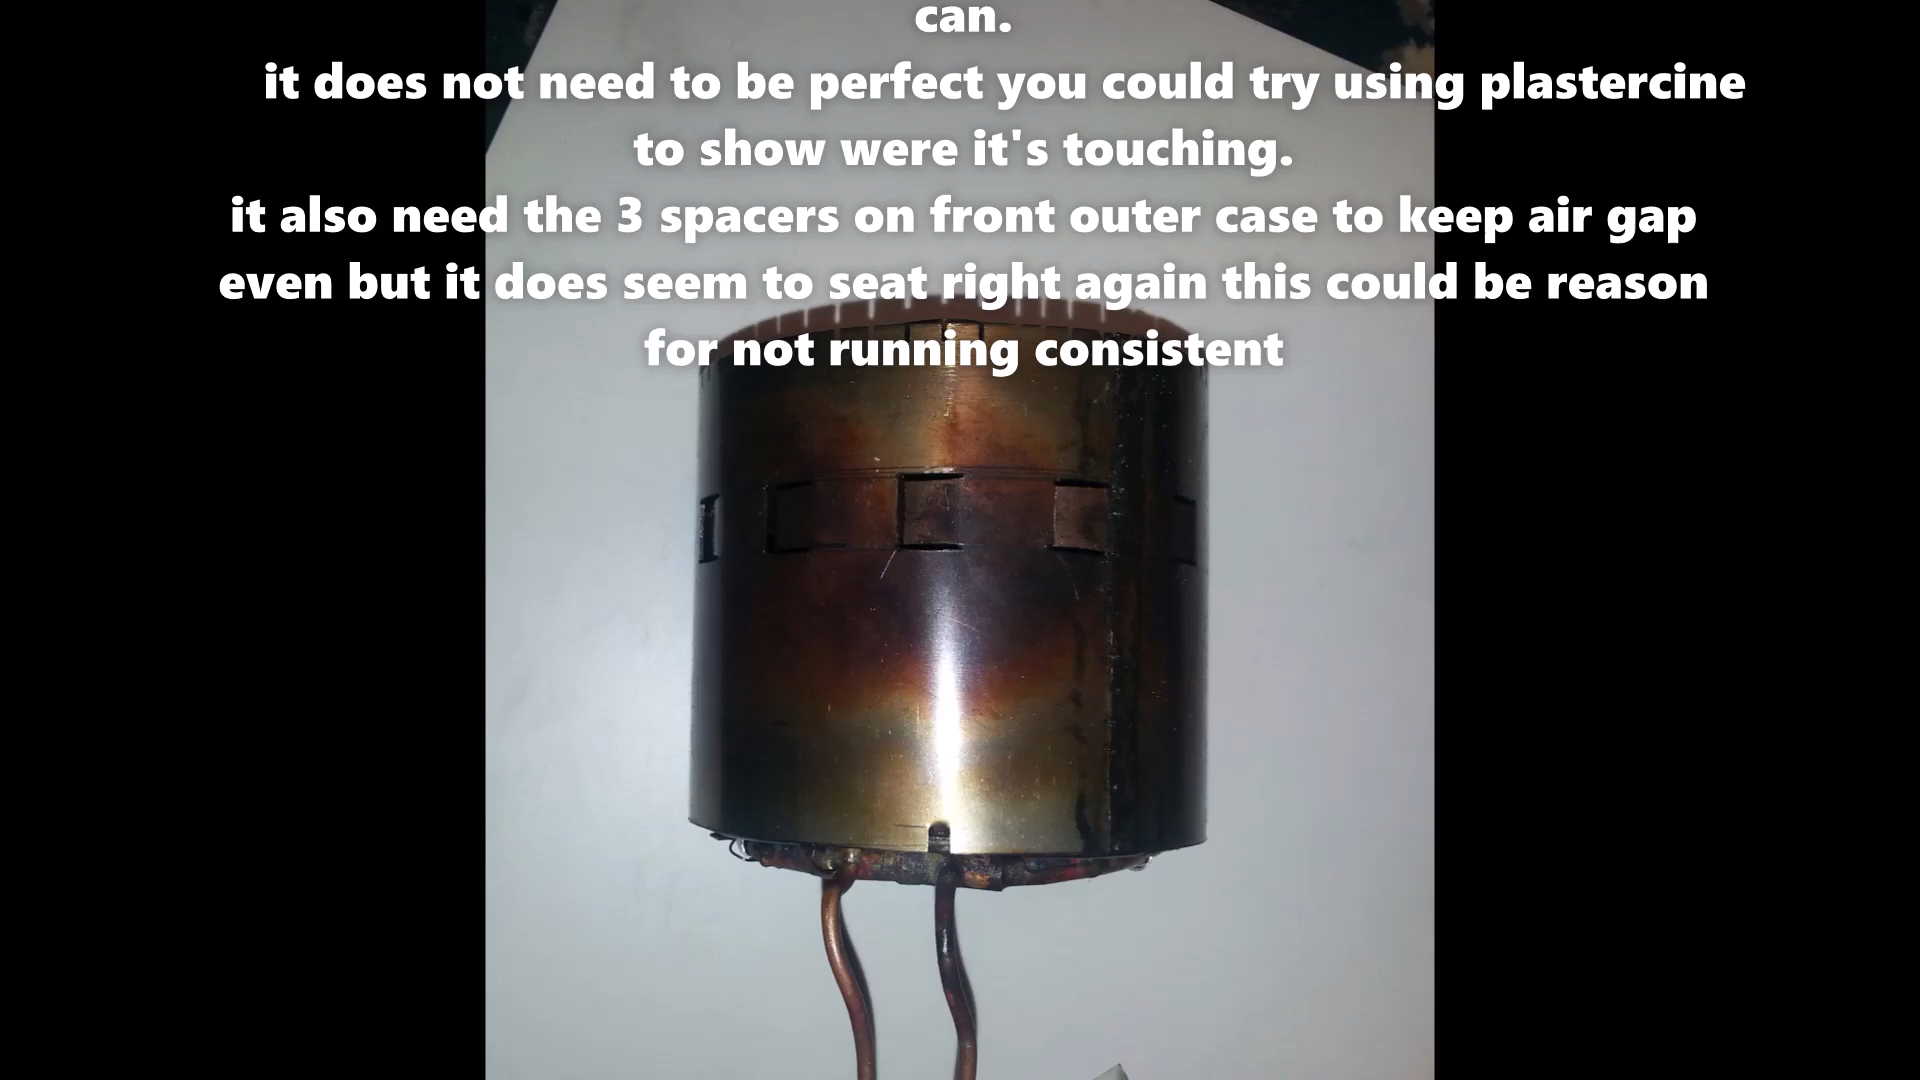 can.
it does not need to be perfect you could try using plastercine
to show were it's touching.
it also need the 3 spacers on front outer case to keep air gap
even but it does seem to seat right again this could be reason
for not running consistent